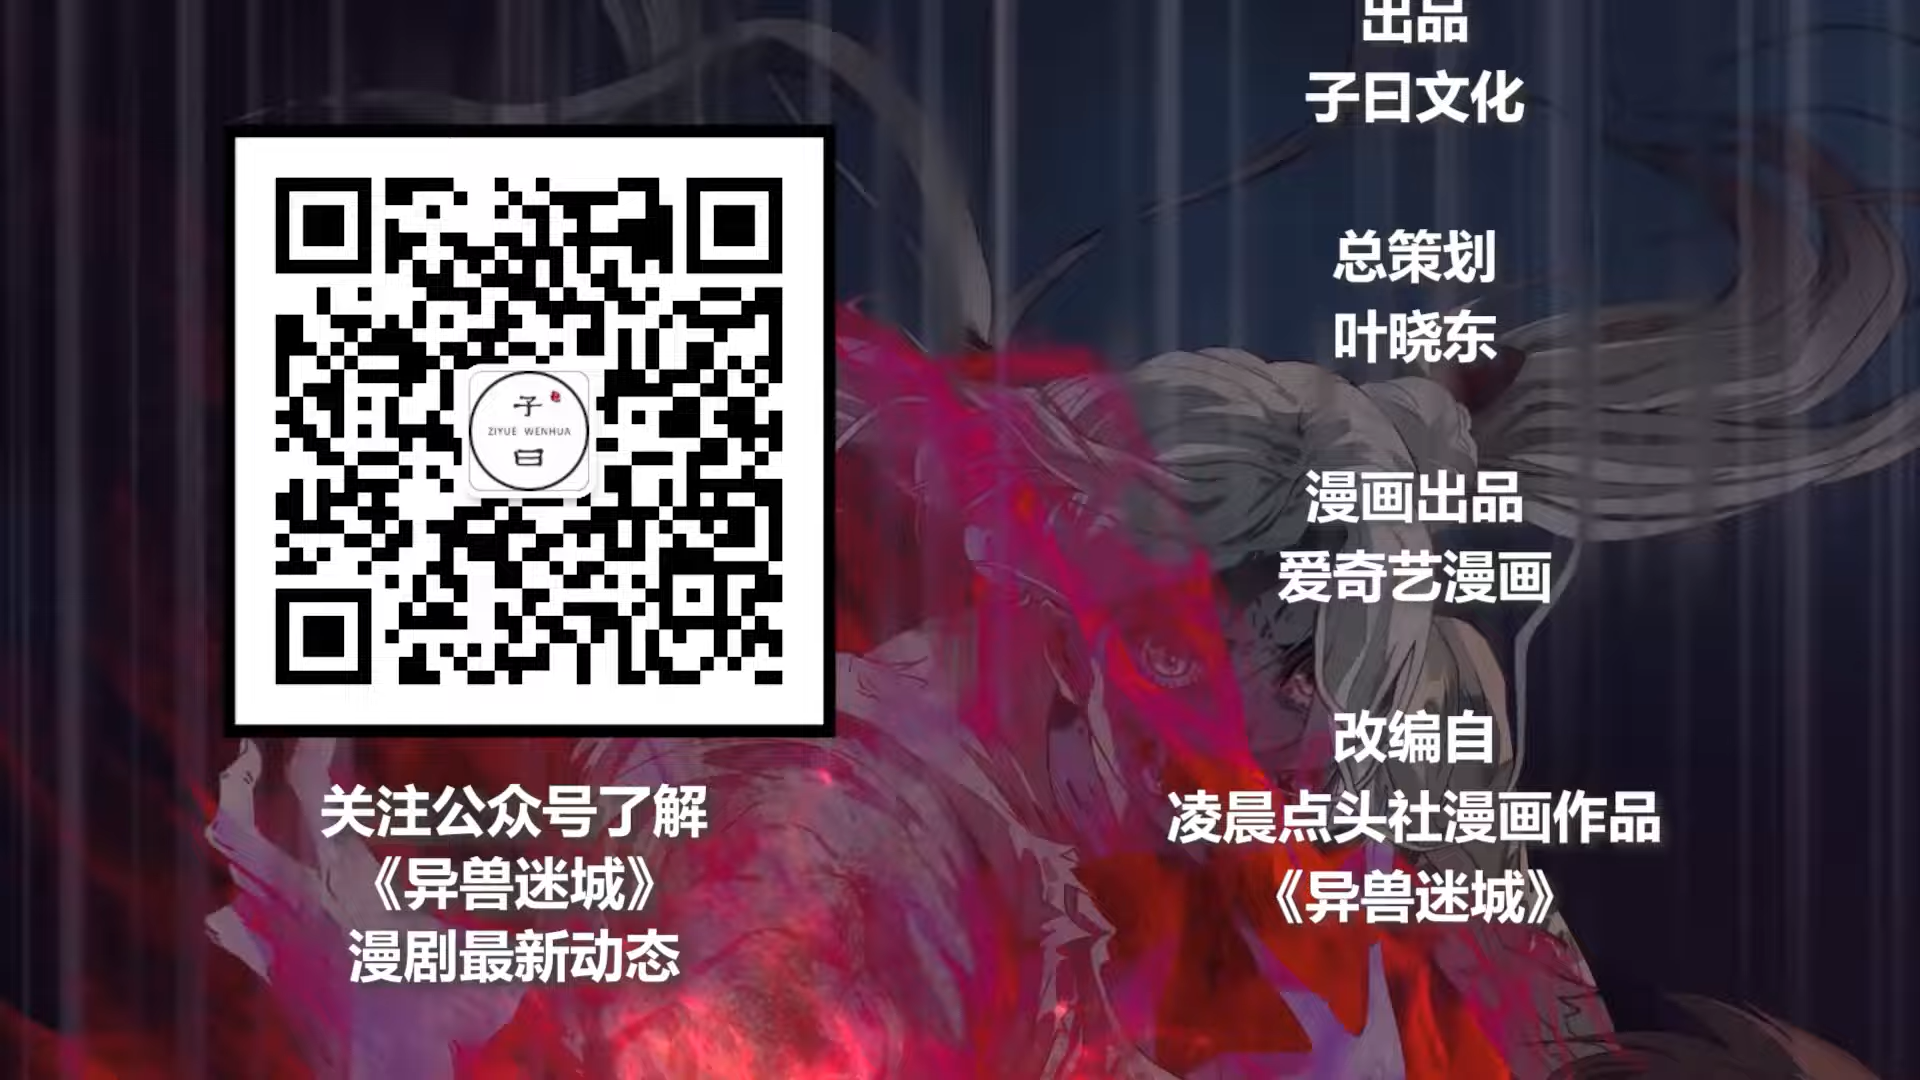 子
ZIYUE WENHUA
曰
关注公众号了解
《异兽迷城》
漫剧最新动态
出品
子曰文化
总策划
叶晓东
漫画出品
爱奇艺漫画
改编自
凌晨点头社漫画作品
《异兽迷城》